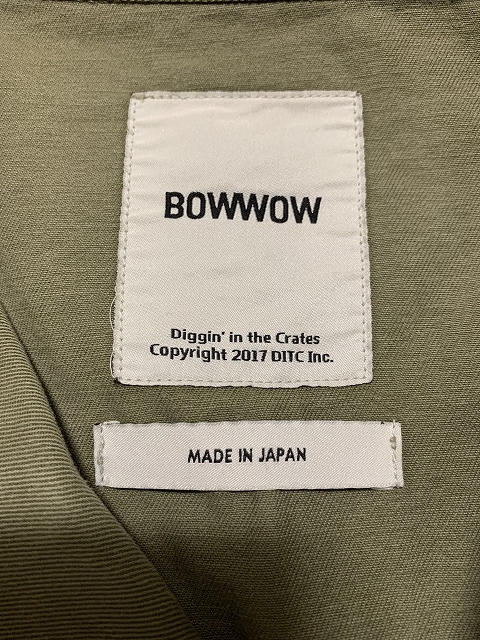 BOWWOW
Diggin' in the Crates
Copyright 2017 DITC Inc.
MADE IN JAPAN